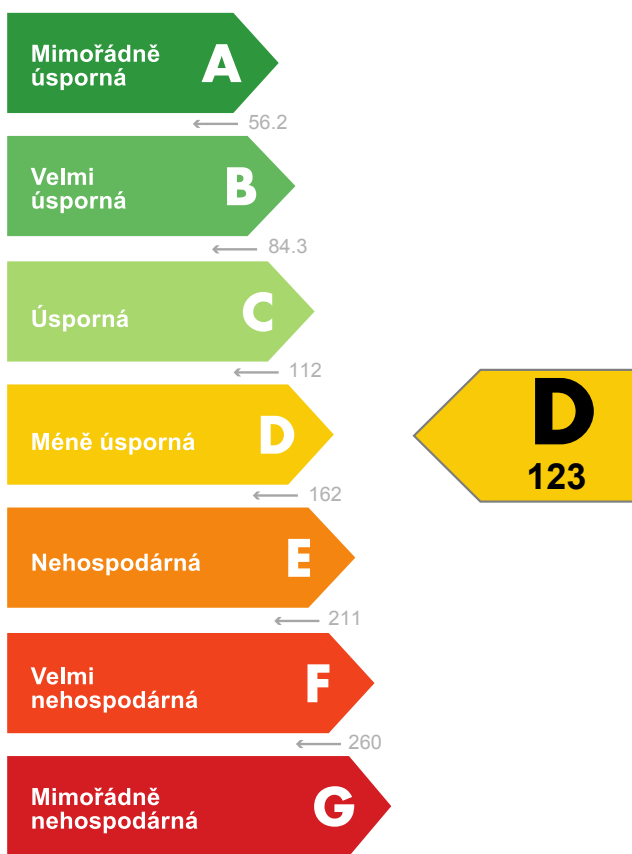 Mimořádně
úsporná
A
← 56.2
Velmi
úsporná
B
← 84.3
Úsporná
C
← 112
Méně úsporná
D
← 162
D
123
Nehospodárná
E
← 211
Velmi
nehospodárná
F
← 260
Mimořádně
nehospodárná
G